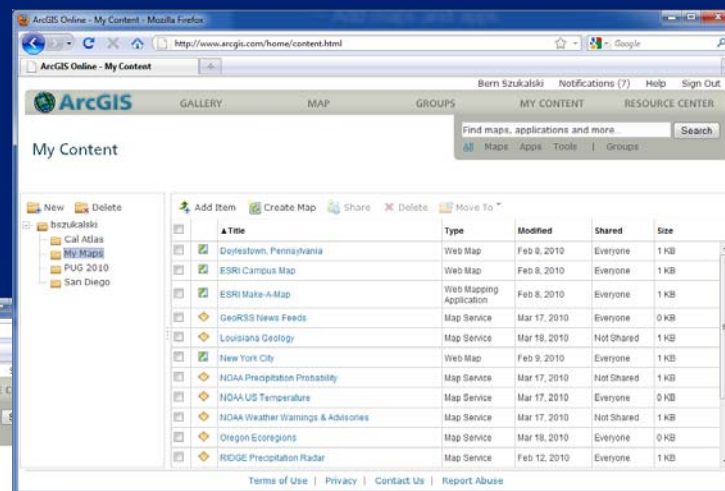 Add maps and apps
ArcGIS Online - My Content - Mozilla Firefox
http://www.arcgis.com/home/content.html
Google
ArcGIS Online - My Content
Bern Szukalski Notifications (7) Help Sign Out
ArcGIS GALLERY MAP GROUPS MY CONTENT RESOURCE CENTER
Find maps, applications and more... Search
All Maps Apps Tools | Groups
My Content
New Delete
Add Item Create Map Share Delete Move To
bszukalski
Cal Atlas
My Maps
PUG 2010
San Diego
Title Type Modified Shared Size
Doylestown, Pennsylvania Web Map Feb 8, 2010 Everyone 1 KB
ESRI Campus Map Web Map Feb 8, 2010 Everyone 1 KB
ESRI Make-A-Map Web Mapping Application Feb 8, 2010 Everyone 1 KB
GeoRSS News Feeds Map Service Mar 17, 2010 Everyone 0 KB
Louisiana Geology Map Service Mar 18, 2010 Not Shared 1 KB
New York City Web Map Feb 9, 2010 Everyone 1 KB
NOAA Precipitation Probability Map Service Mar 17, 2010 Not Shared 1 KB
NOAA US Temperature Map Service Mar 17, 2010 Everyone 0 KB
NOAA Weather Warnings & Advisories Map Service Mar 17, 2010 Not Shared 1 KB
Oregon Ecoregions Map Service Mar 18, 2010 Everyone 0 KB
RIDGE Precipitation Radar Map Service Feb 12, 2010 Everyone 1 KB
Terms of Use | Privacy | Contact Us | Report Abuse